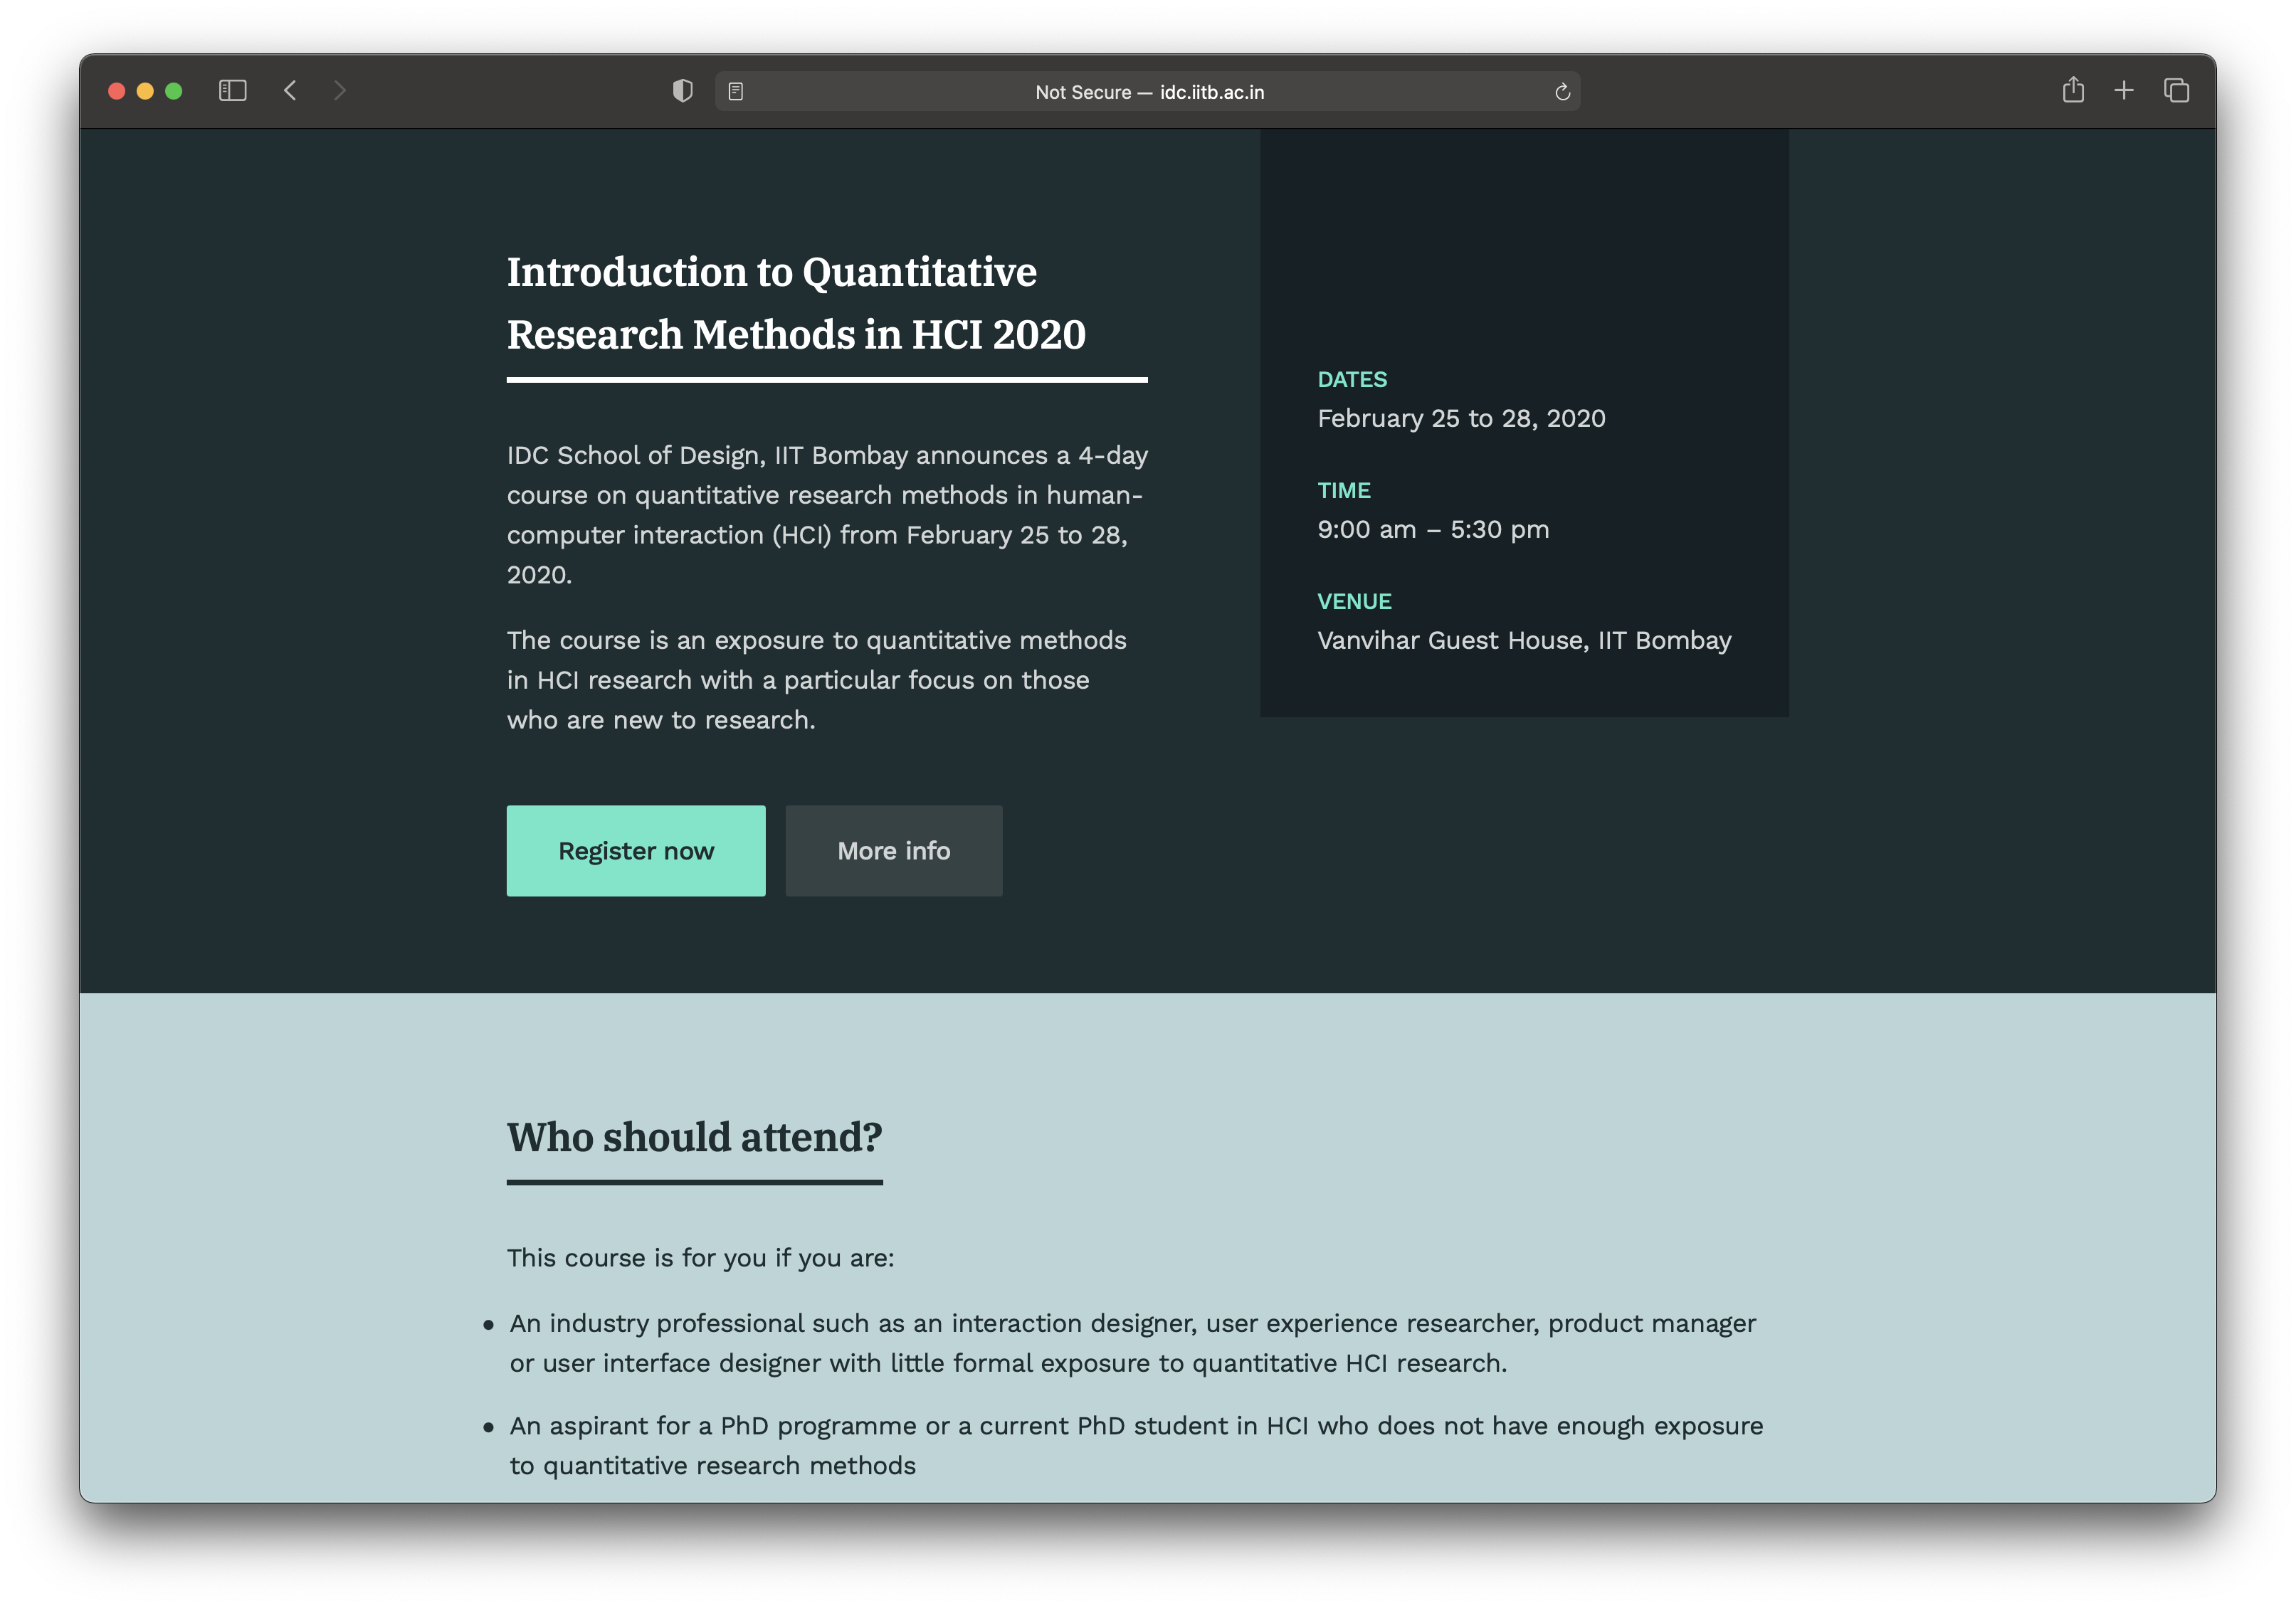 Not Secure — idc.iitb.ac.in
Introduction to Quantitative
Research Methods in HCI 2020
IDC School of Design, IIT Bombay announces a 4-day
course on quantitative research methods in human-
computer interaction (HCI) from February 25 to 28,
2020.
The course is an exposure to quantitative methods
in HCI research with a particular focus on those
who are new to research.
Register now
More info
DATES
February 25 to 28, 2020
TIME
9:00 am – 5:30 pm
VENUE
Vanvihar Guest House, IIT Bombay
Who should attend?
This course is for you if you are:
• An industry professional such as an interaction designer, user experience researcher, product manager
or user interface designer with little formal exposure to quantitative HCI research.
• An aspirant for a PhD programme or a current PhD student in HCI who does not have enough exposure
to quantitative research methods